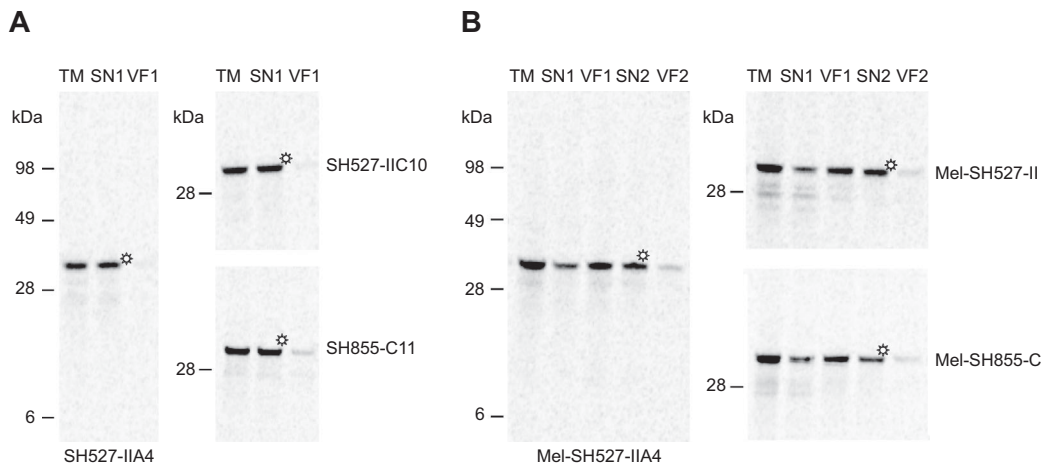 A
B
TM SN1 VF1
TM SN1 VF1
TM SN1 VF1 SN2 VF2
TM SN1 VF1 SN2 VF2
kDa
98
49
28
6
SH527-IIA4
kDa
28
SH527-IIC10
28
SH855-C11
kDa
98
49
28
6
Mel-SH527-IIA4
kDa
28
Mel-SH527-II
28
Mel-SH855-C